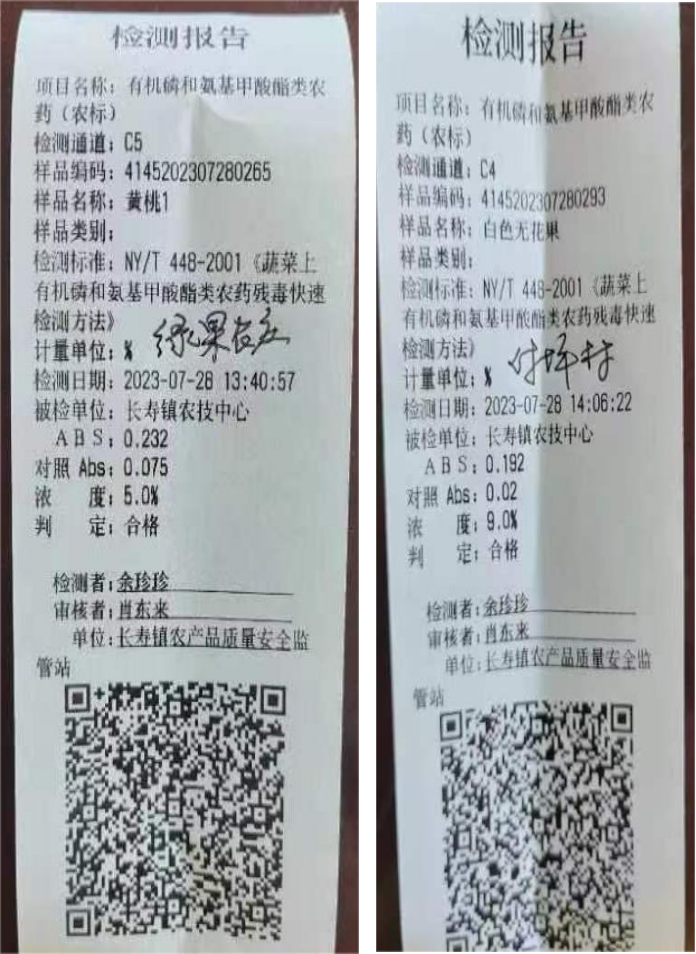 检测报告
项目名称：有机磷和氨基甲酸酯类农
药（农标）
检测通道：C5
样品编码：4145202307280265
样品名称：黄桃1
样品类别：
检测标准：NY/T 448-2001《蔬菜上
有机磷和氨基甲酸酯类农药残毒快速
检测方法》
计量单位：%
绿果农庄
检测日期：2023-07-28 13:40:57
被检单位：长寿镇农技中心
ABS：0.232
对照 Abs：0.075
浓 度：5.0%
判 定：合格
检测者：余珍珍
审核者：肖东来
单位：长寿镇农产品质量安全监
管站
检测报告
项目名称：有机磷和氨基甲酸酯类农
药（农标）
检测通道：C4
样品编码：4145202307280293
样品名称：白色无花果
样品类别：
检测标准：NY/T 448-2001《蔬菜上
有机磷和氨基甲酸酯类农药残毒快速
检测方法》
计量单位：%
坪村
检测日期：2023-07-28 14:06:22
被检单位：长寿镇农技中心
ABS：0.192
对照 Abs：0.02
浓 度：9.0%
判 定：合格
检测者：余珍珍
审核者：肖东来
单位：长寿镇农产品质量安全监
管站